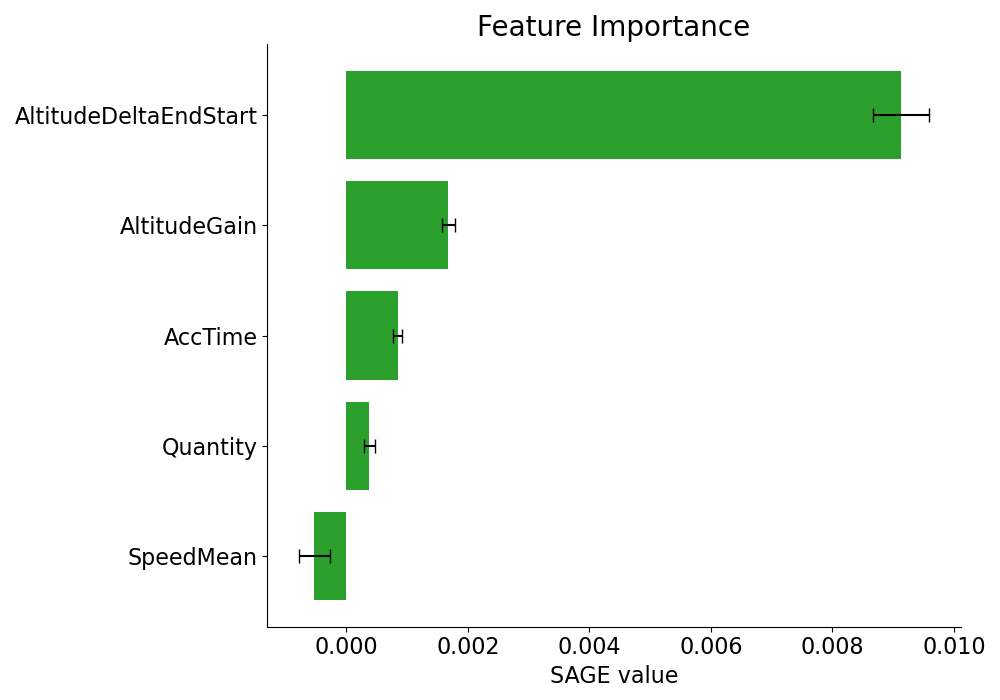 Feature Importance
AltitudeDeltaEndStart
AltitudeGain
AccTime
Quantity
SpeedMean
0.000 0.002 0.004 0.006 0.008 0.010
SAGE value